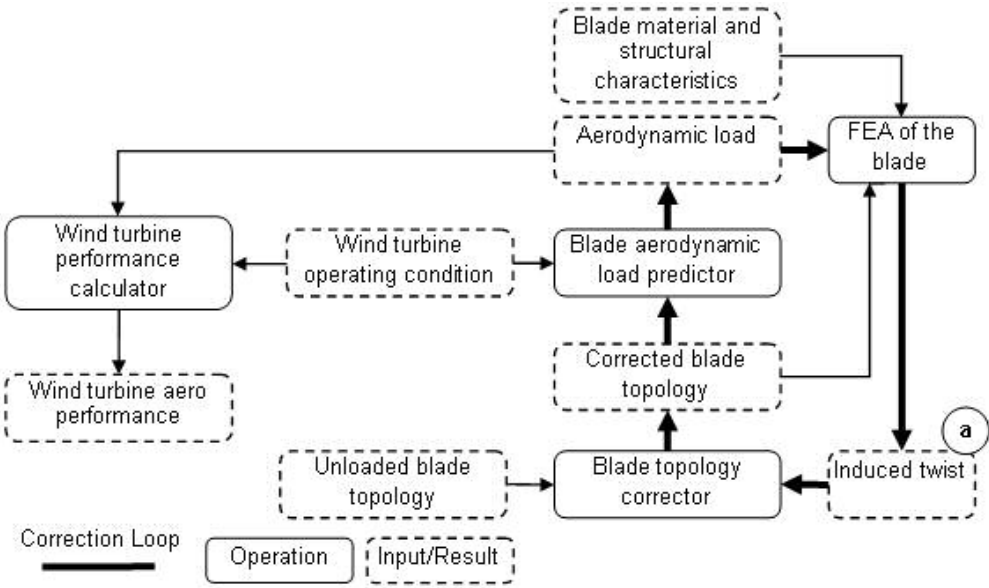 Blade material and
structural
characteristics
Aerodynamic load
FEA of the
blade
Wind turbine
performance
calculator
Wind turbine
operating condition
Blade aerodynamic
load predictor
Corrected blade
topology
Wind turbine aero
performance
a
Unloaded blade
topology
Blade topology
corrector
Induced twist
Correction Loop
Operation
Input/Result